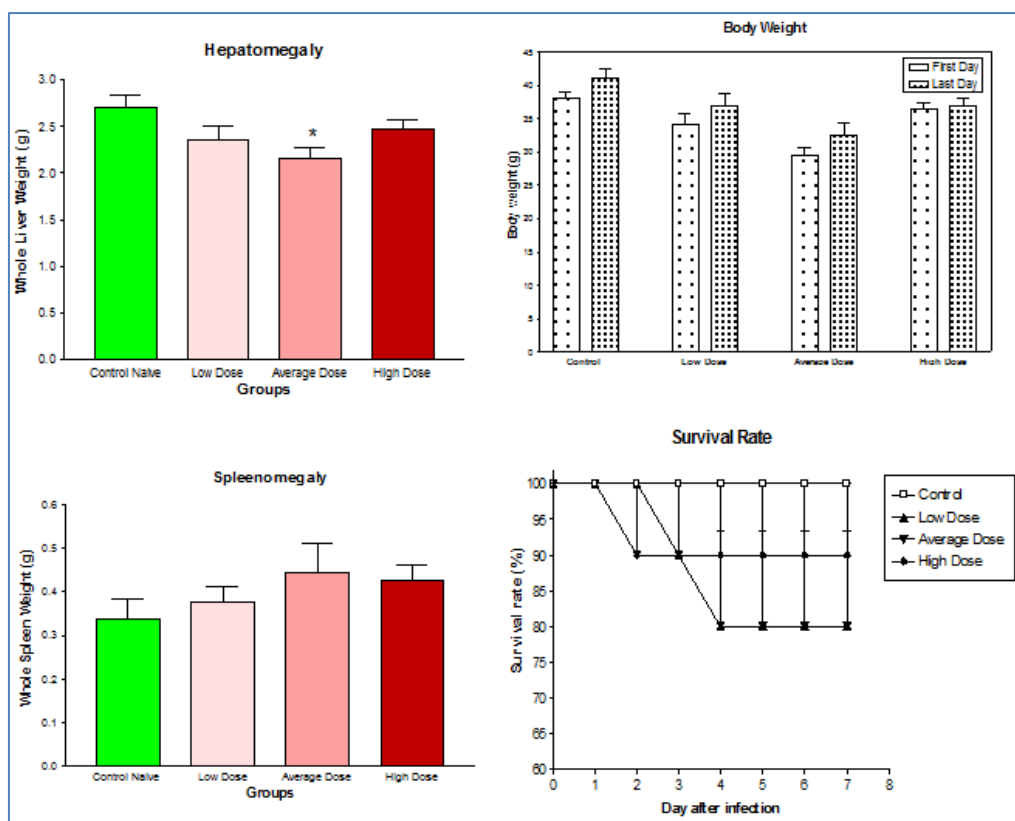 Hepatomegaly
3.0
2.5
2.0
1.5
1.0
0.5
0.0
Whole Liver Weight (g)
*
Control Naïve Low Dose Average Dose High Dose
Groups
Body Weight
45
40
35
30
25
20
15
10
5
0
Body weight (g)
First Day
Last Day
Control Low Dose Average Dose High Dose
Spleenomegaly
0.6
0.5
0.4
0.3
0.2
0.1
0.0
Whole Spleen Weight (g)
Control Naïve Low Dose Average Dose High Dose
Groups
Survival Rate
100
95
90
85
80
75
70
65
60
Survival rate (%)
0 1 2 3 4 5 6 7 8
Day after infection
Control
Low Dose
Average Dose
High Dose